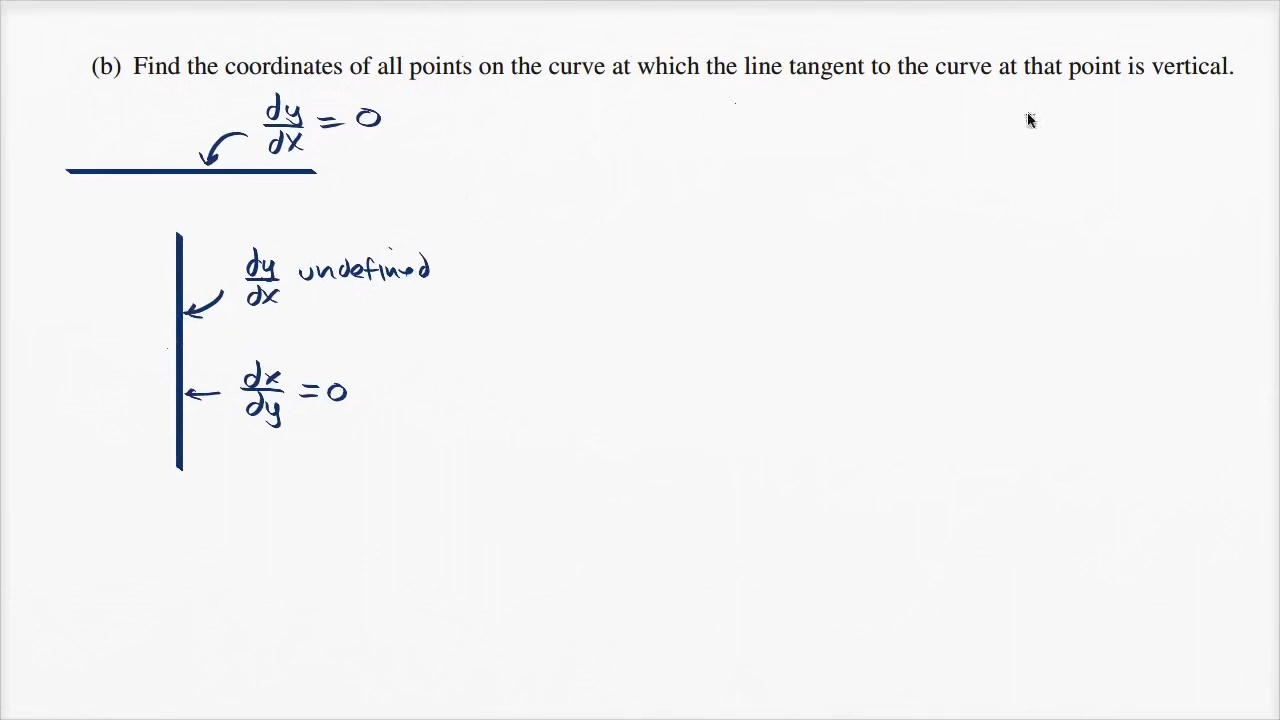 (b) Find the coordinates of all points on the curve at which the line tangent to the curve at that point is vertical.
dy/dx = 0
dy/dx undefined
dx/dy = 0